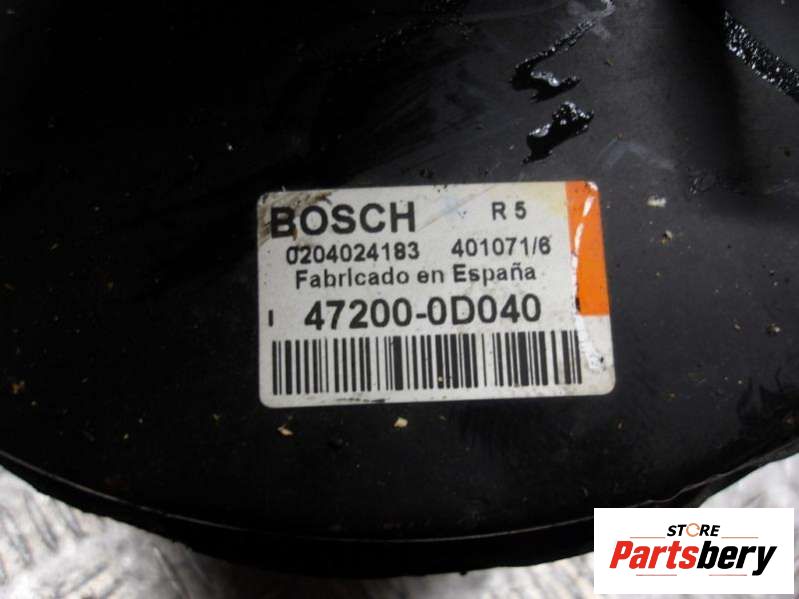 BOSCH R 5
0204024183 401071/6
Fabricado en España
I 47200-0D040
STORE
Partsbery